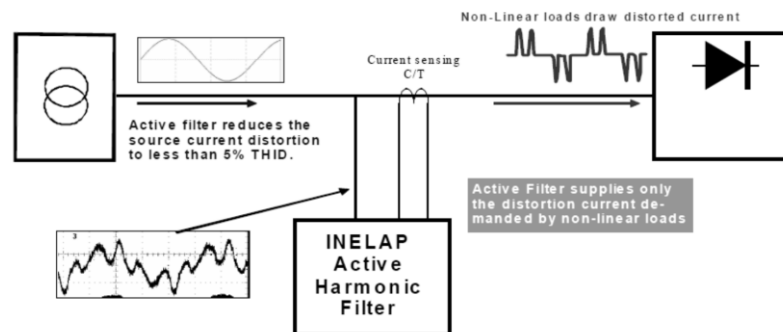 Non-Linear loads draw distorted current
Current sensing
C/T
Active filter reduces the
source current distortion
to less than 5% THID.
Active Filter supplies only
the distortion current de-
manded by non-linear loads
3
INELAP
Active
Harmonic
Filter